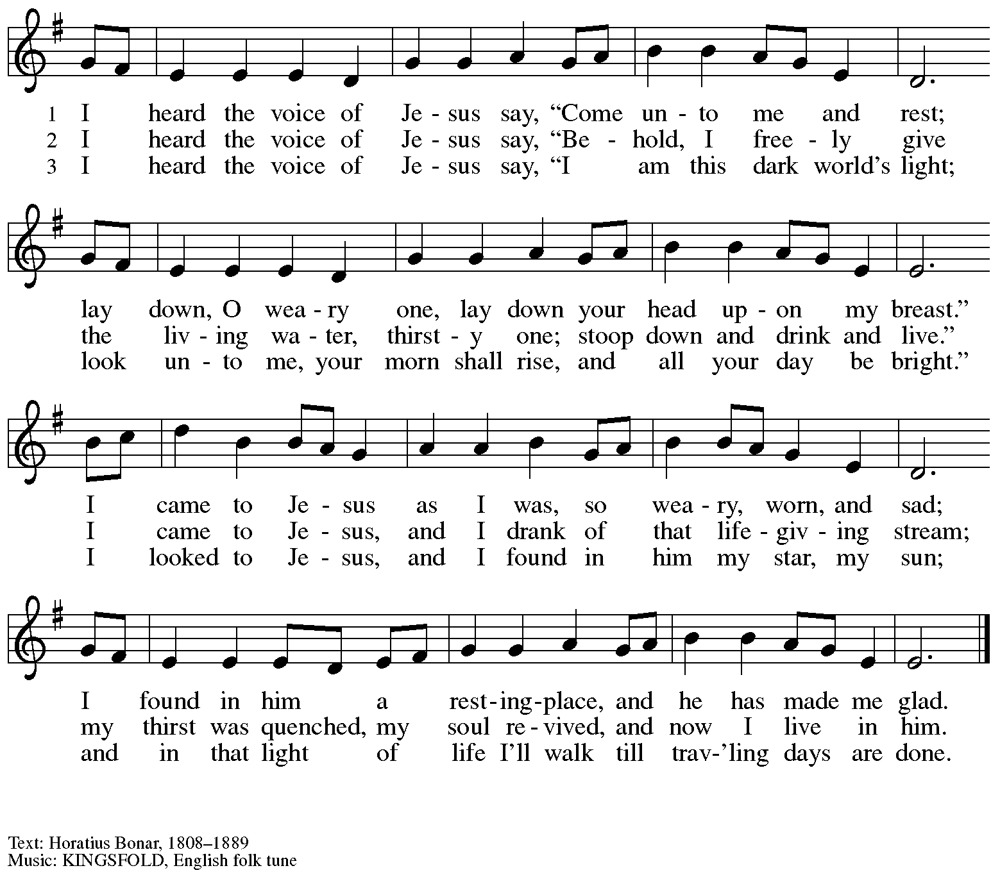 1 I heard the voice of Je - sus say, “Come un - to me and rest;
2 I heard the voice of Je - sus say, “Be - hold, I free - ly give
3 I heard the voice of Je - sus say, “I am this dark world’s light;
lay down, O wea - ry one, lay down your head up - on my breast.”
the liv - ing wa - ter, thirst - y one; stoop down and drink and live.”
look un - to me, your morn shall rise, and all your day be bright.”
I came to Je - sus as I was, so wea - ry, worn, and sad;
I came to Je - sus, and I drank of that life - giv - ing stream;
I looked to Je - sus, and I found in him my star, my sun;
I found in him a rest-ing-place, and he has made me glad.
my thirst was quenched, my soul re-vived, and now I live in him.
and in that light of life I’ll walk till trav-’ling days are done.
Text: Horatius Bonar, 1808–1889
Music: KINGSFOLD, English folk tune